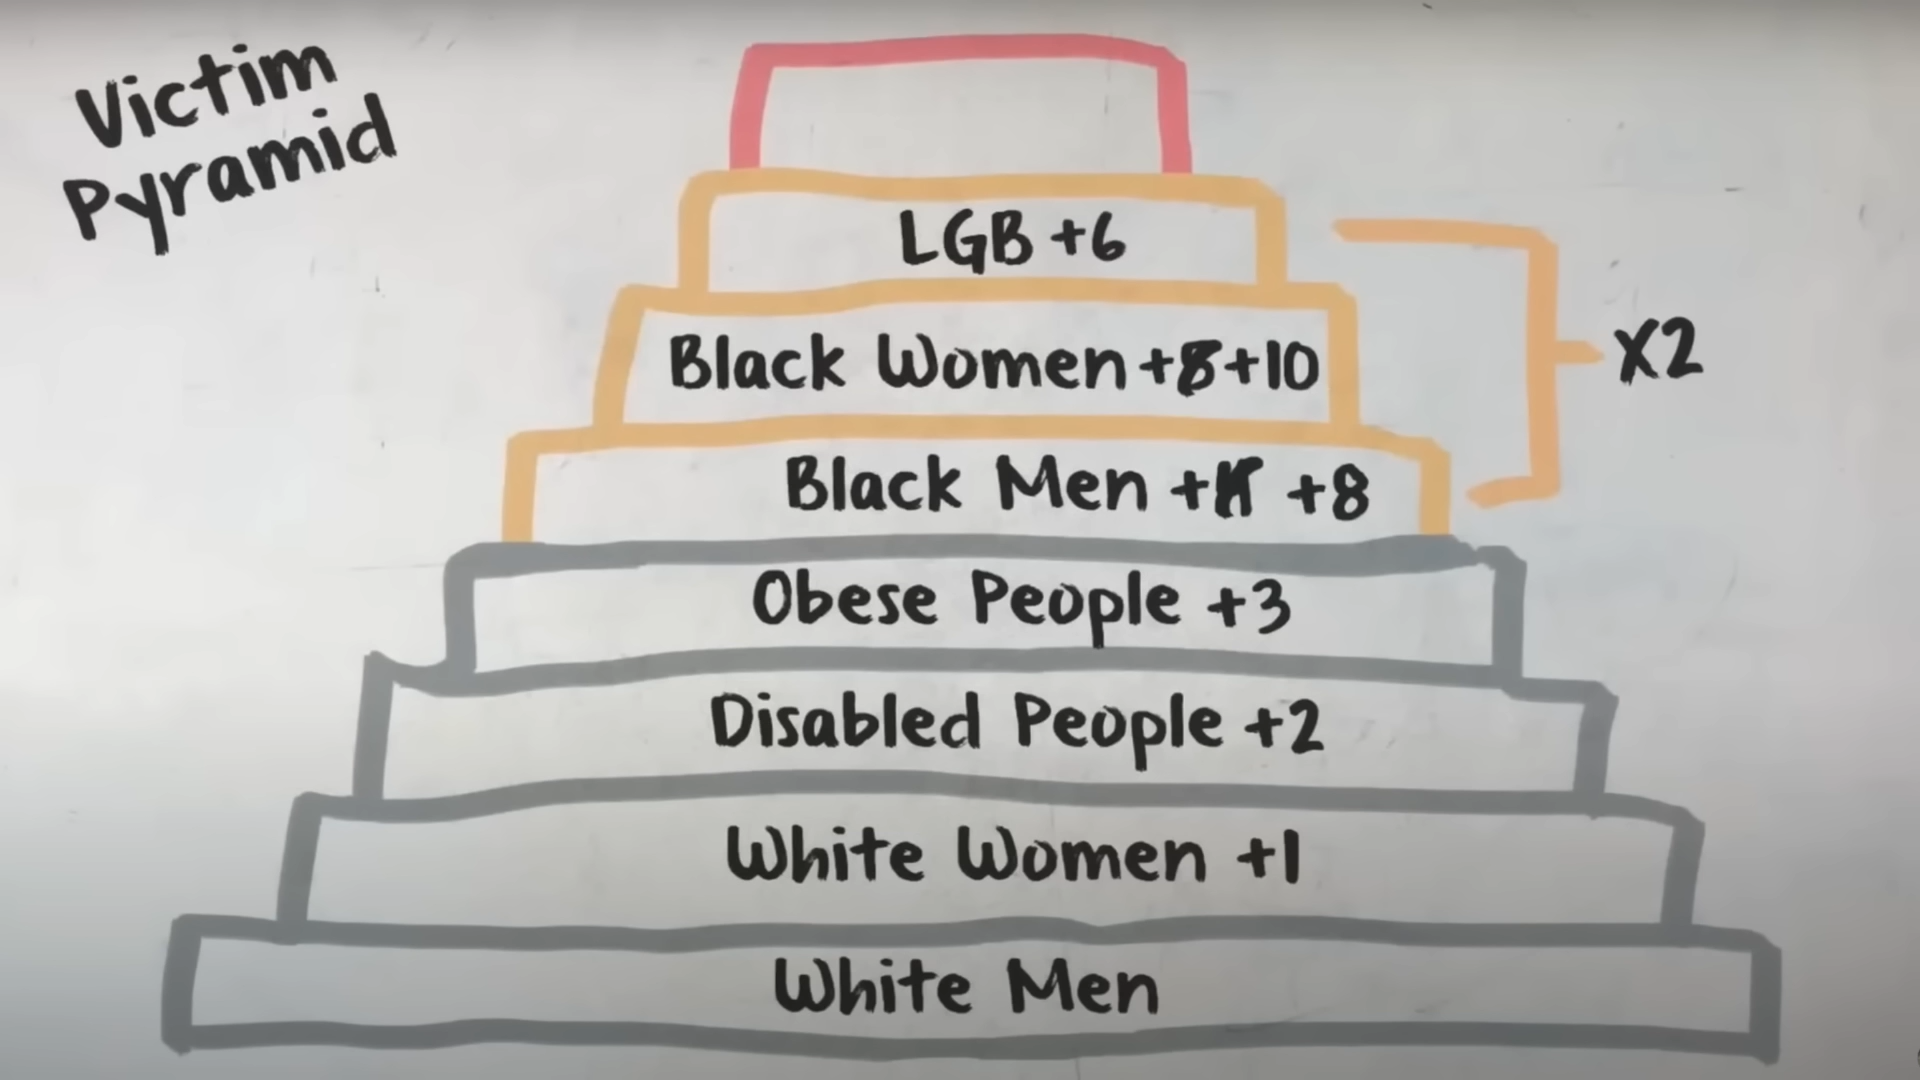 Victim
Pyramid
LGB +6
Black Women +8 +10
X2
Black Men + +8
Obese People +3
Disabled People +2
White Women +1
White Men